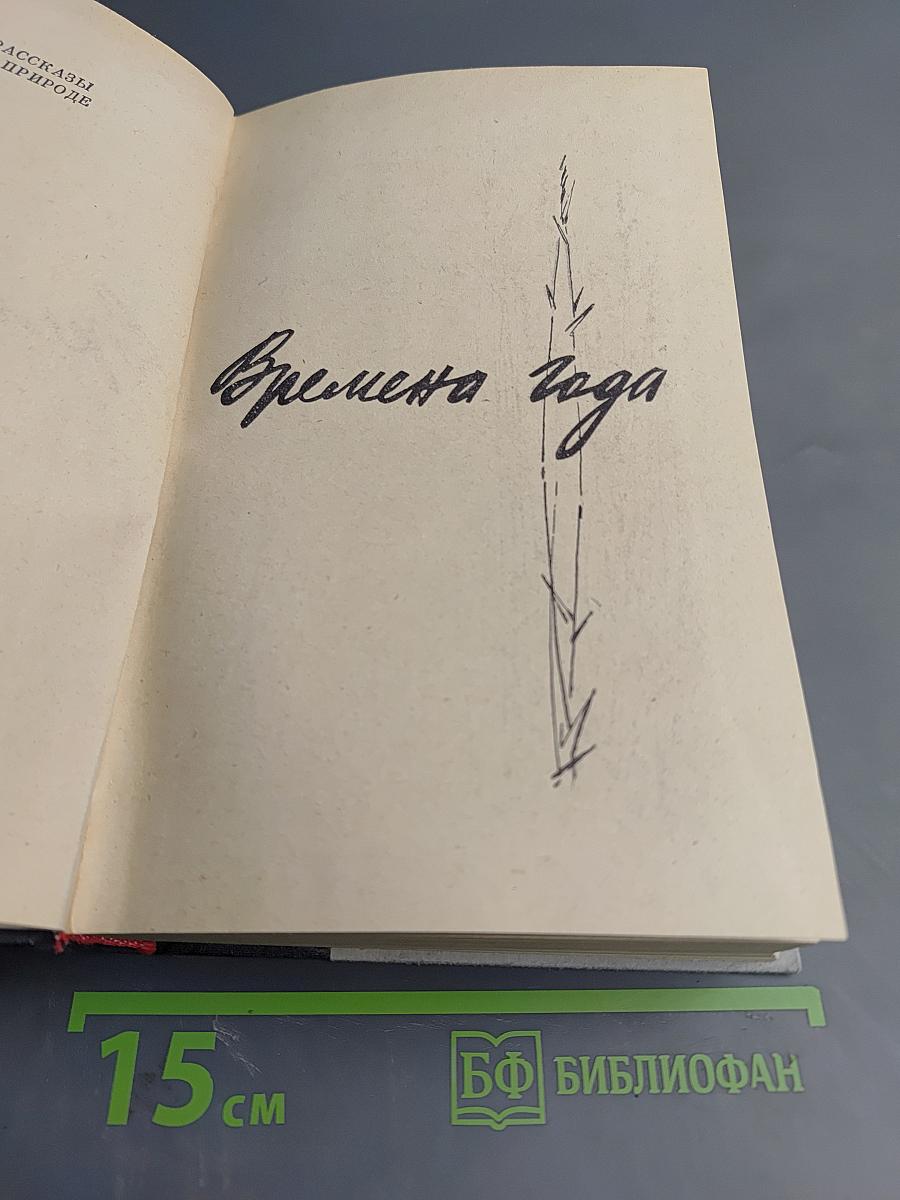 РАССКАЗЫ
ПРИРОДЕ
Времена года
15 см
БФ БИБЛИОФАН